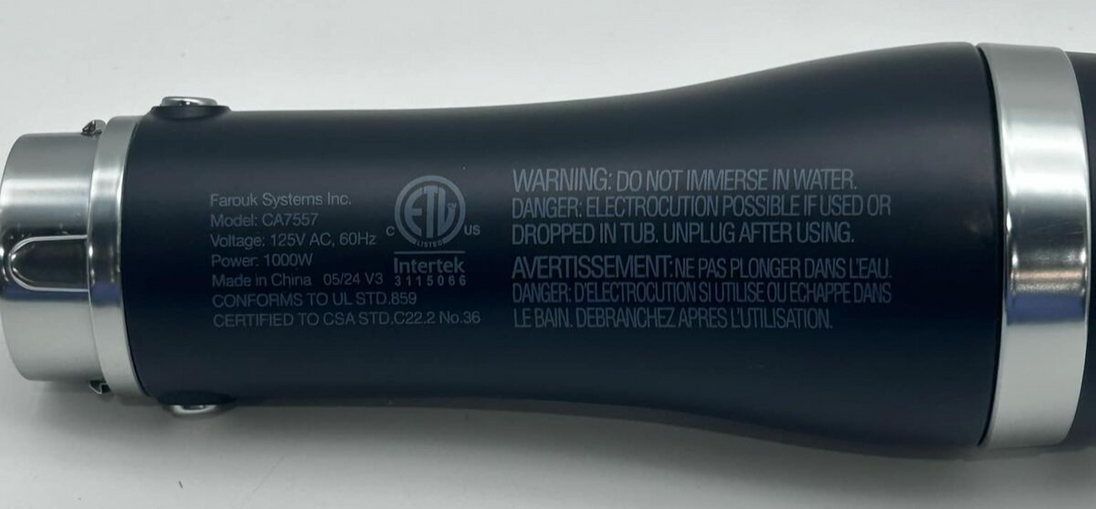 Farouk Systems Inc.
Model: CA7557
Voltage: 125V AC, 60Hz
Power: 1000W
Made in China 05/24 V3
CONFORMS TO UL STD.859
CERTIFIED TO CSA STD.C22.2 No.36
ETL
C US
LISTED
Intertek
3115066
WARNING: DO NOT IMMERSE IN WATER.
DANGER: ELECTROCUTION POSSIBLE IF USED OR
DROPPED IN TUB. UNPLUG AFTER USING.
AVERTISSEMENT: NE PAS PLONGER DANS L'EAU.
DANGER: D'ELECTROCUTION SI UTILISE OU ECHAPPE DANS
LE BAIN. DEBRANCHEZ APRES L'UTILISATION.